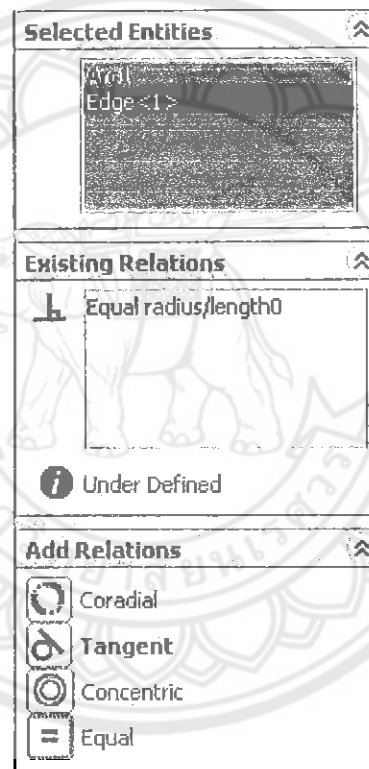 Selected Entities
Arc1
Edge<1>
Existing Relations
Equal radius/length0
Under Defined
Add Relations
Coradial
Tangent
Concentric
Equal